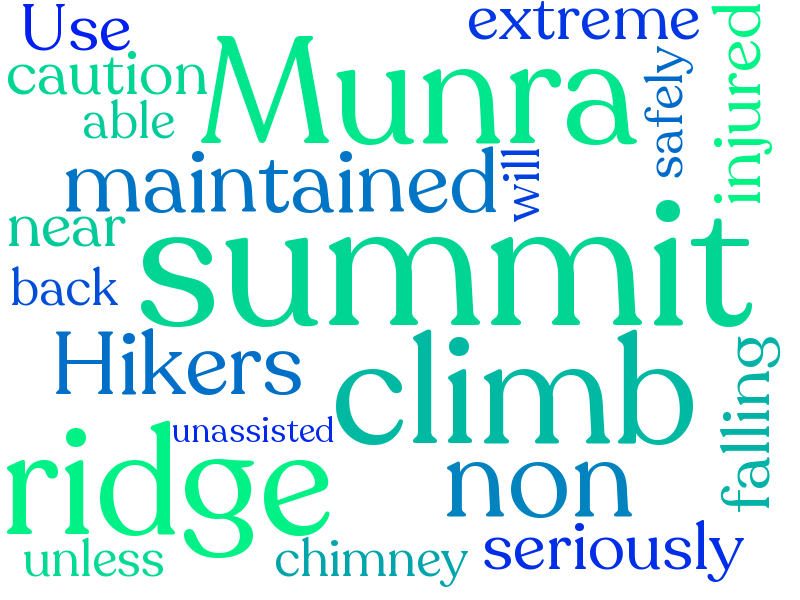 Use
extreme
caution
able
Munra
safely
injured
maintained
will
near
summit
back
Hikers
climb
falling
unassisted
ridge
non
unless
chimney
seriously